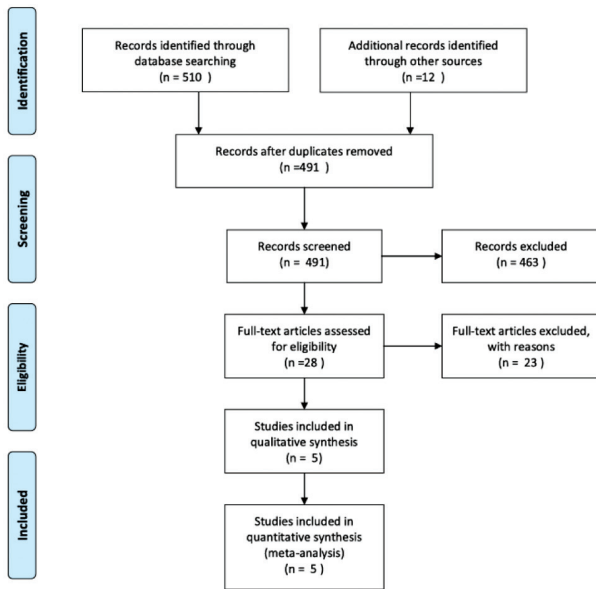 Identification
Records identified through
database searching
(n = 510 )
Additional records identified
through other sources
(n =12 )
Records after duplicates removed
(n =491 )
Screening
Records screened
(n = 491)
Records excluded
(n = 463 )
Eligibility
Full-text articles assessed
for eligibility
(n =28 )
Full-text articles excluded,
with reasons
(n = 23 )
Studies included in
qualitative synthesis
(n = 5)
Included
Studies included in
quantitative synthesis
(meta-analysis)
(n = 5 )